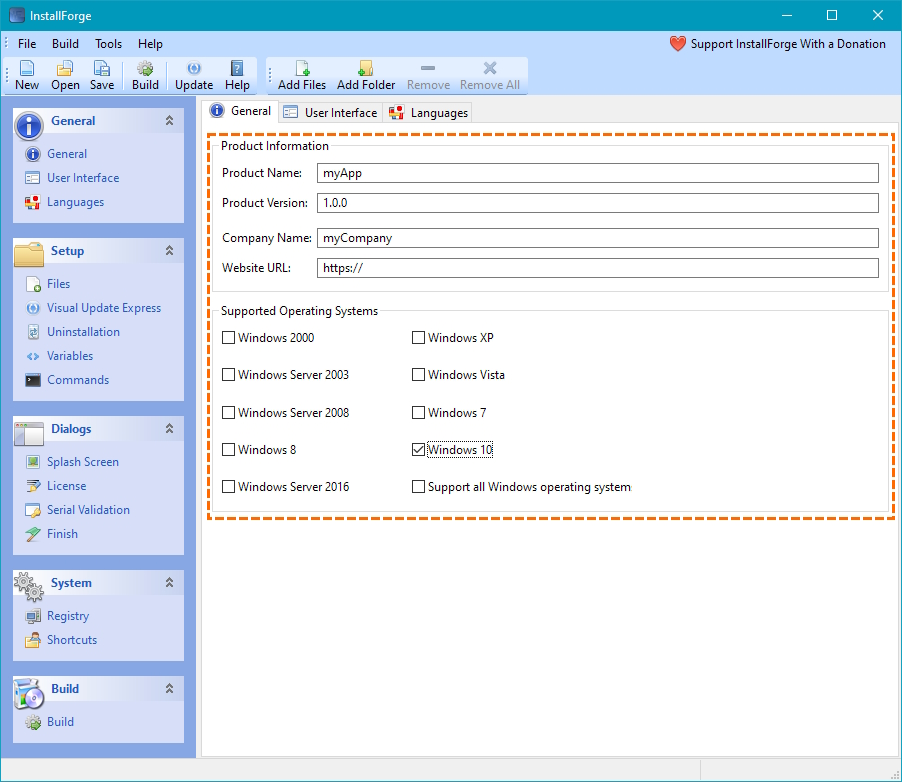 InstallForge
File Build Tools Help Support InstallForge With a Donation
New Open Save Build Update Help Add Files Add Folder Remove Remove All
General
General
User Interface
Languages
Setup
Files
Visual Update Express
Uninstallation
Variables
Commands
Dialogs
Splash Screen
License
Serial Validation
Finish
System
Registry
Shortcuts
Build
Build
General User Interface Languages
Product Information
Product Name: myApp
Product Version: 1.0.0
Company Name: myCompany
Website URL: https://
Supported Operating Systems
Windows 2000 Windows XP
Windows Server 2003 Windows Vista
Windows Server 2008 Windows 7
Windows 8 Windows 10
Windows Server 2016 Support all Windows operating system